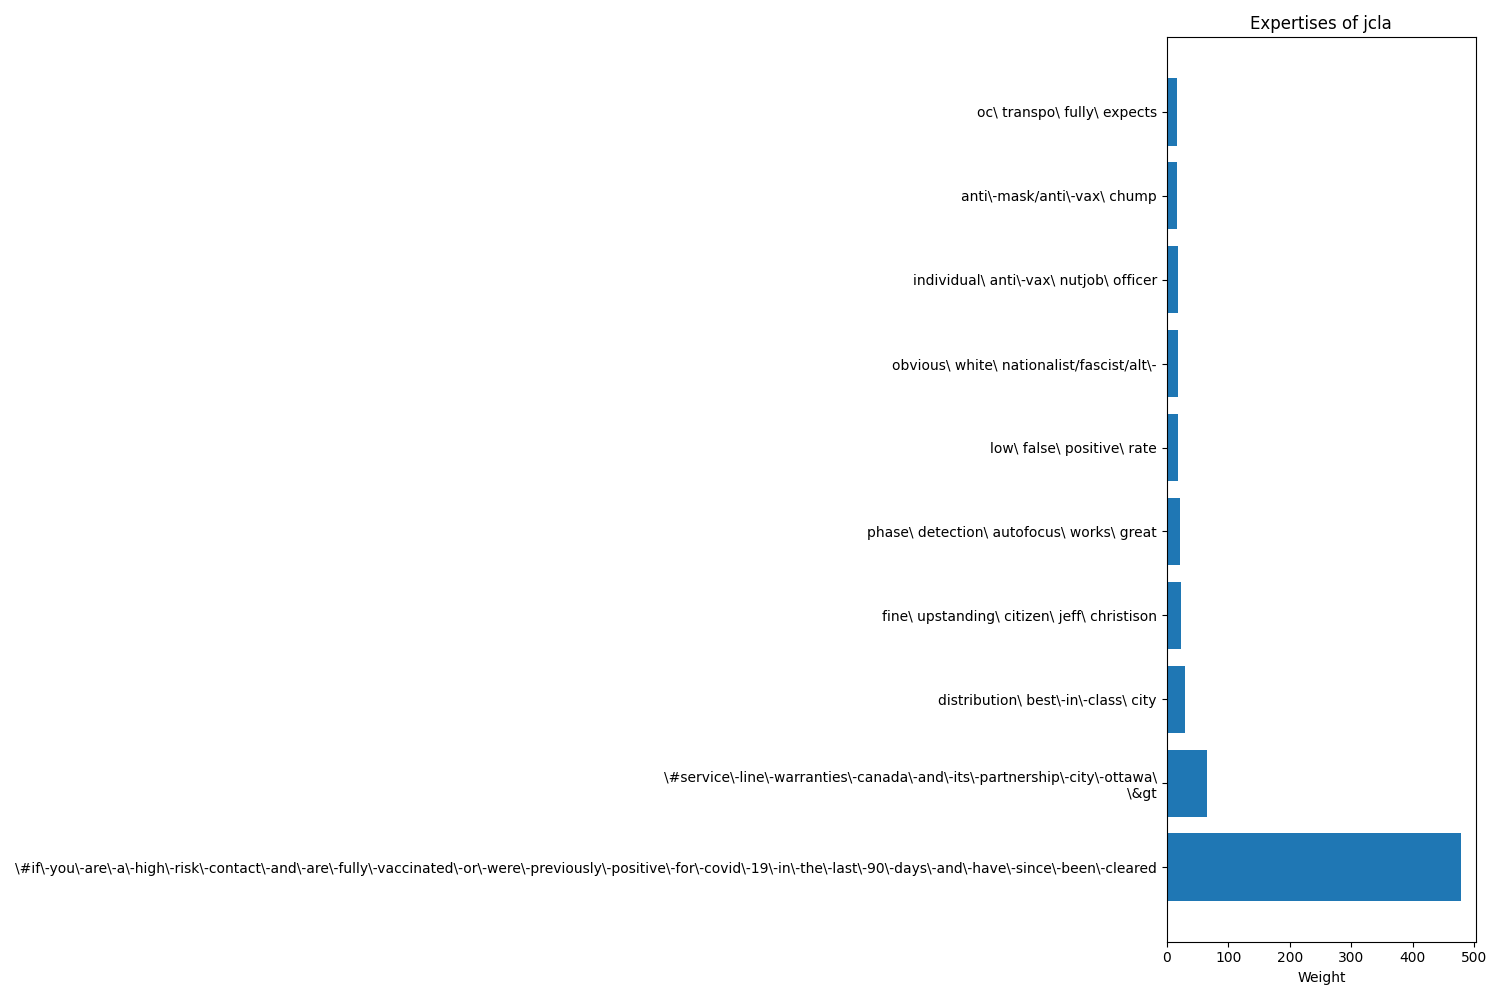 Expertises of jcla
oc\ transpo\ fully\ expects
anti\-mask/anti\-vax\ chump
individual\ anti\-vax\ nutjob\ officer
obvious\ white\ nationalist/fascist/alt\-
low\ false\ positive\ rate
phase\ detection\ autofocus\ works\ great
fine\ upstanding\ citizen\ jeff\ christison
distribution\ best\-in\-class\ city
\#service\-line\-warranties\-canada\-and\-its\-partnership\-city\-ottawa\
\&gt
\#if\-you\-are\-a\-high\-risk\-contact\-and\-are\-fully\-vaccinated\-or\-were\-previously\-positive\-for\-covid\-19\-in\-the\-last\-90\-days\-and\-have\-since\-been\-cleared
0 100 200 300 400 500
Weight